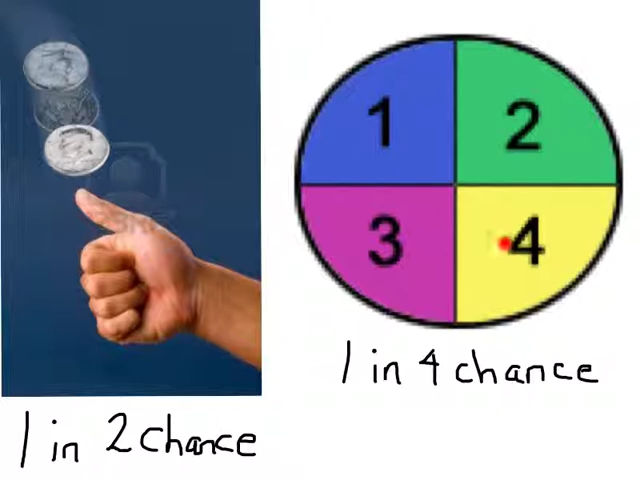 1 2
3 4
1 in 4 chance
1 in 2 chance